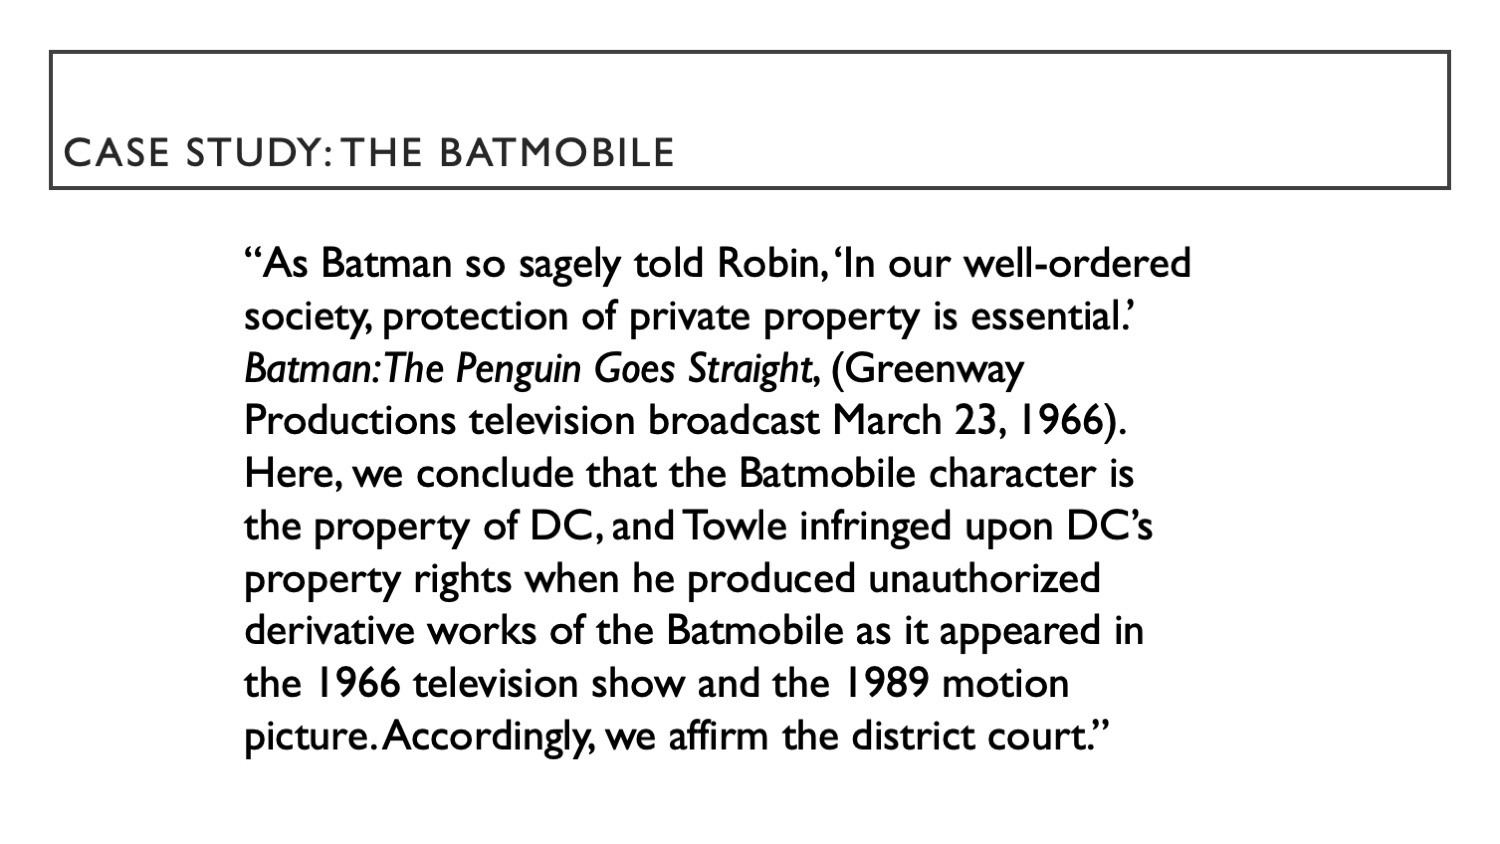 CASE STUDY: THE BATMOBILE
“As Batman so sagely told Robin, ‘In our well-ordered
society, protection of private property is essential.’
Batman: The Penguin Goes Straight, (Greenway
Productions television broadcast March 23, 1966).
Here, we conclude that the Batmobile character is
the property of DC, and Towle infringed upon DC’s
property rights when he produced unauthorized
derivative works of the Batmobile as it appeared in
the 1966 television show and the 1989 motion
picture. Accordingly, we affirm the district court.”